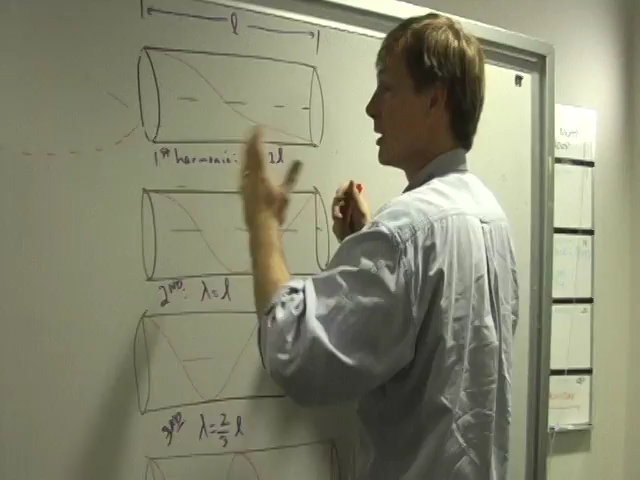 l
1st harmonic: 2l
2ND: λ=l
3RD λ=2/3 l